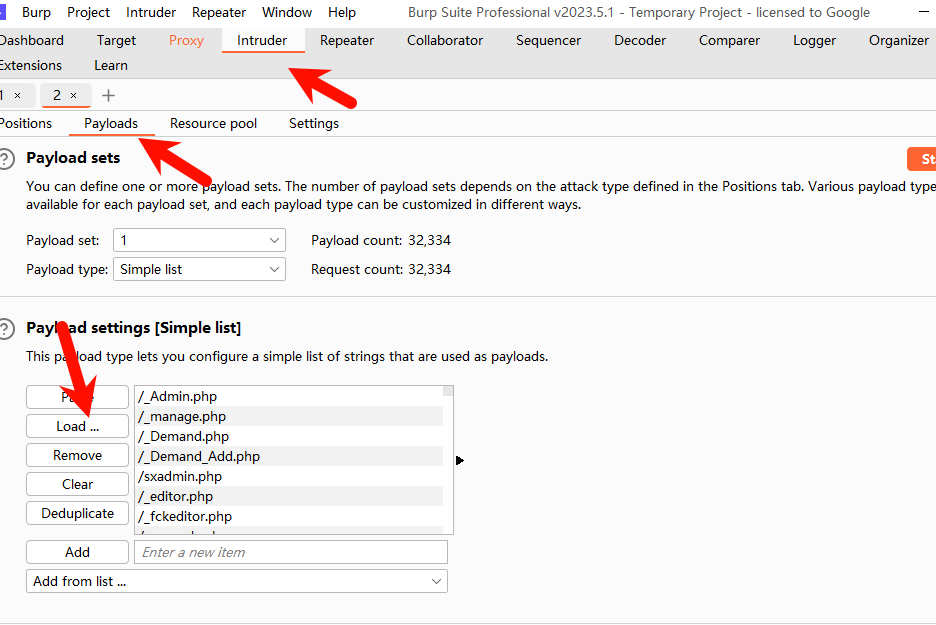 Burp Project Intruder Repeater Window Help Burp Suite Professional v2023.5.1 - Temporary Project - licensed to Google
Dashboard Target Proxy Intruder Repeater Collaborator Sequencer Decoder Comparer Logger Organizer
Extensions Learn
1 × 2 × +
Positions Payloads Resource pool Settings
? Payload sets St
You can define one or more payload sets. The number of payload sets depends on the attack type defined in the Positions tab. Various payload type
available for each payload set, and each payload type can be customized in different ways.
Payload set: 1 Payload count: 32,334
Payload type: Simple list Request count: 32,334
? Payload settings [Simple list]
This payload type lets you configure a simple list of strings that are used as payloads.
/_Admin.php
Load ... /_manage.php
/_Demand.php
Remove /_Demand_Add.php
Clear /sxadmin.php
/_editor.php
Deduplicate /_fckeditor.php
Add Enter a new item
Add from list ...